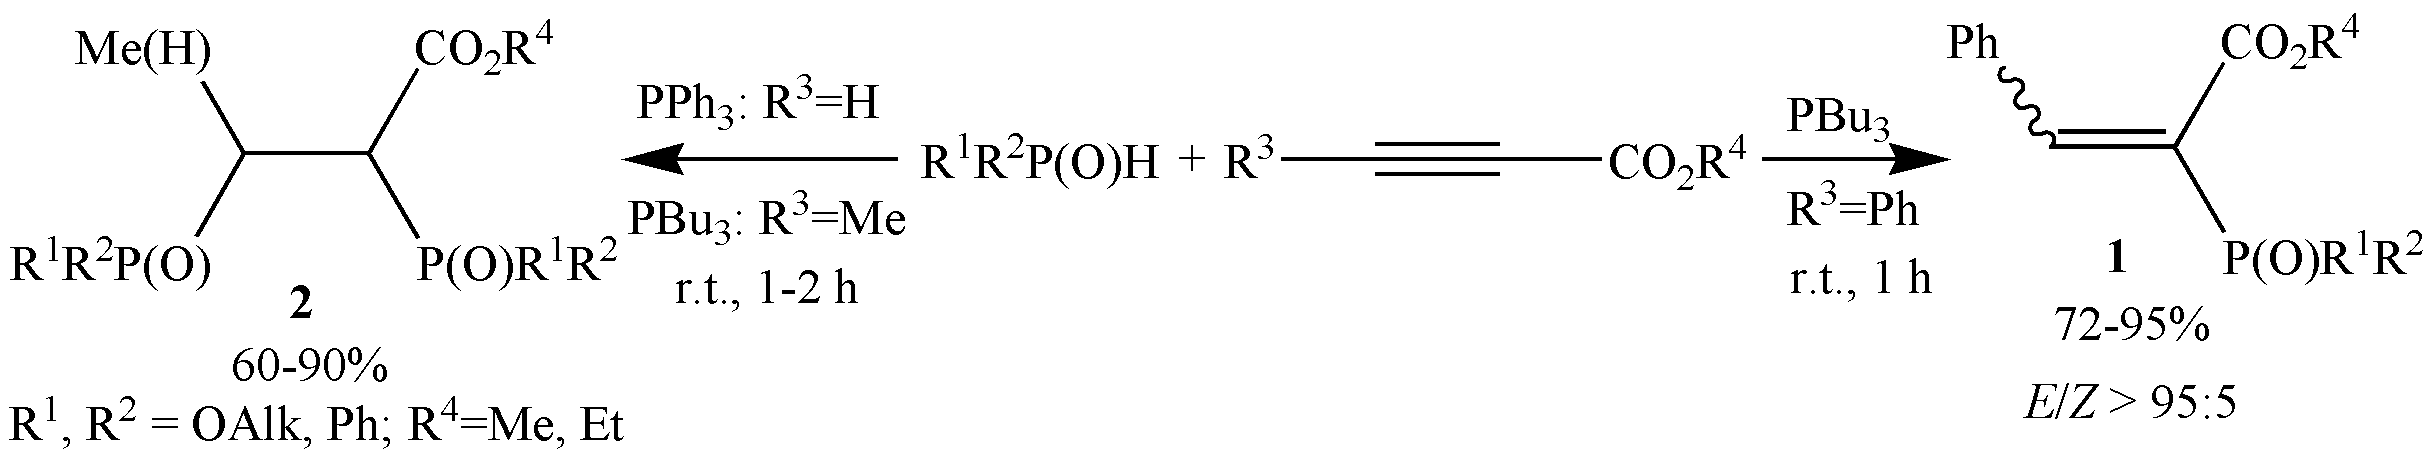 Me(H)
CO₂R⁴
R¹R²P(O)
P(O)R¹R²
2
60-90%
R¹, R² = OAlk, Ph; R⁴=Me, Et
PPh₃: R³=H
PBu₃: R³=Me
r.t., 1-2 h
R¹R²P(O)H + R³
CO₂R⁴
PBu₃
R³=Ph
r.t., 1 h
Ph
CO₂R⁴
P(O)R¹R²
1
72-95%
E/Z > 95:5